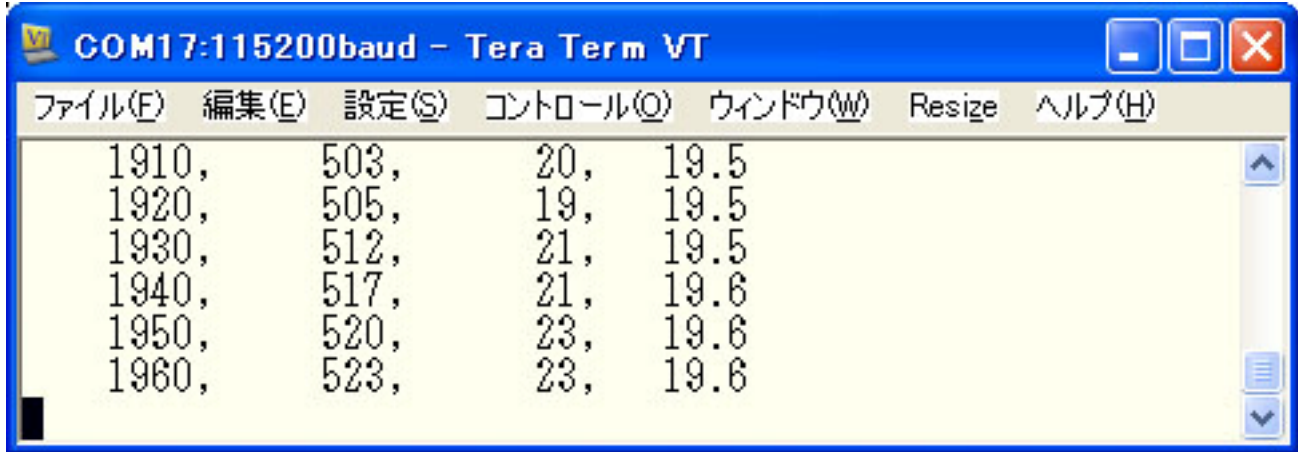 COM17:115200baud - Tera Term VT
ファイル(F) 編集(E) 設定(S) コントロール(O) ウィンドウ(W) Resize ヘルプ(H)
1910, 503, 20, 19.5
1920, 505, 19, 19.5
1930, 512, 21, 19.5
1940, 517, 21, 19.6
1950, 520, 23, 19.6
1960, 523, 23, 19.6